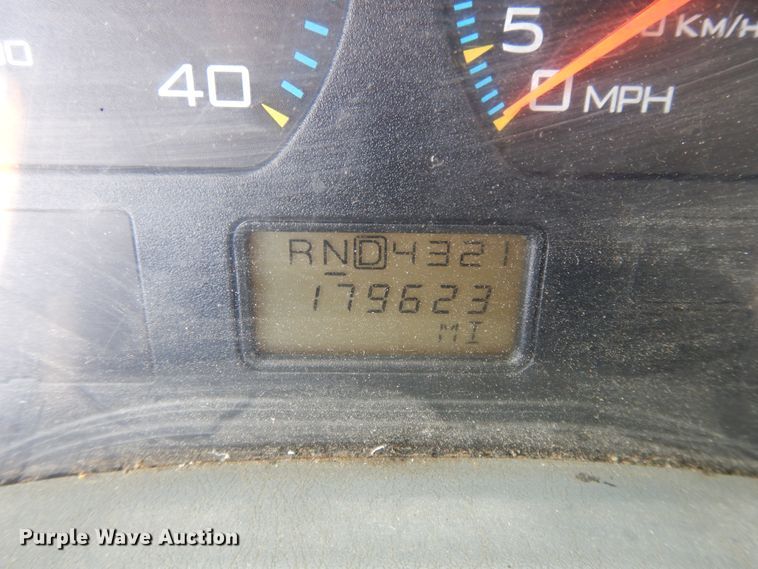 40
5
0 MPH
Km/h
RND4321
179623
MI
Purple Wave Auction